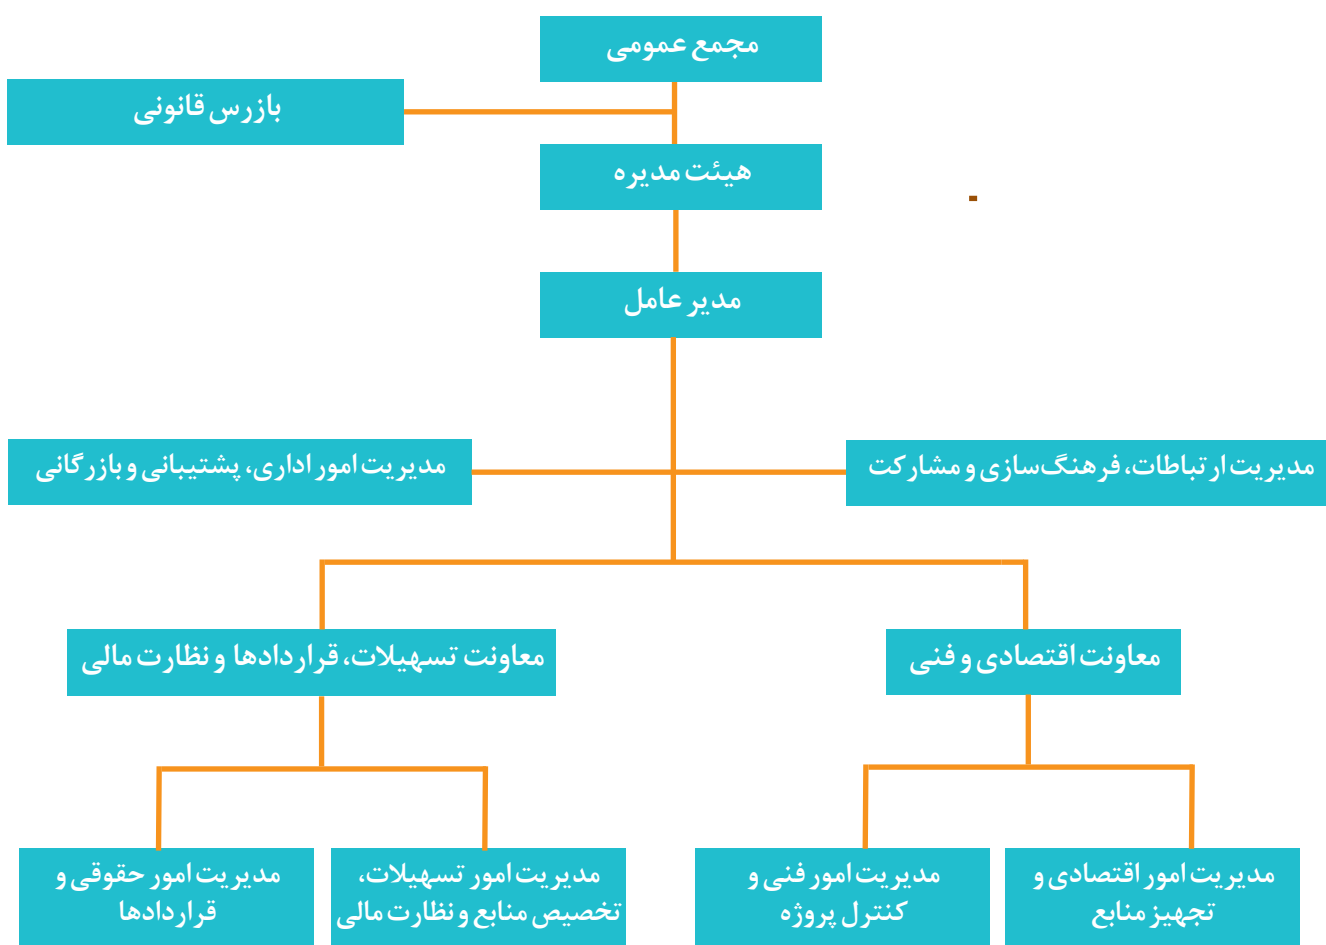 مجمع عمومی
بازرس قانونی
هیئت مدیره
مدیر عامل
مدیریت ارتباطات، فرهنگ‌سازی و مشارکت
مدیریت امور اداری، پشتیبانی و بازرگانی
معاونت اقتصادی و فنی
معاونت تسهیلات، قراردادها و نظارت مالی
مدیریت امور اقتصادی و
تجهیز منابع
مدیریت امور فنی و
کنترل پروژه
مدیریت امور تسهیلات،
تخصیص منابع و نظارت مالی
مدیریت امور حقوقی و
قراردادها